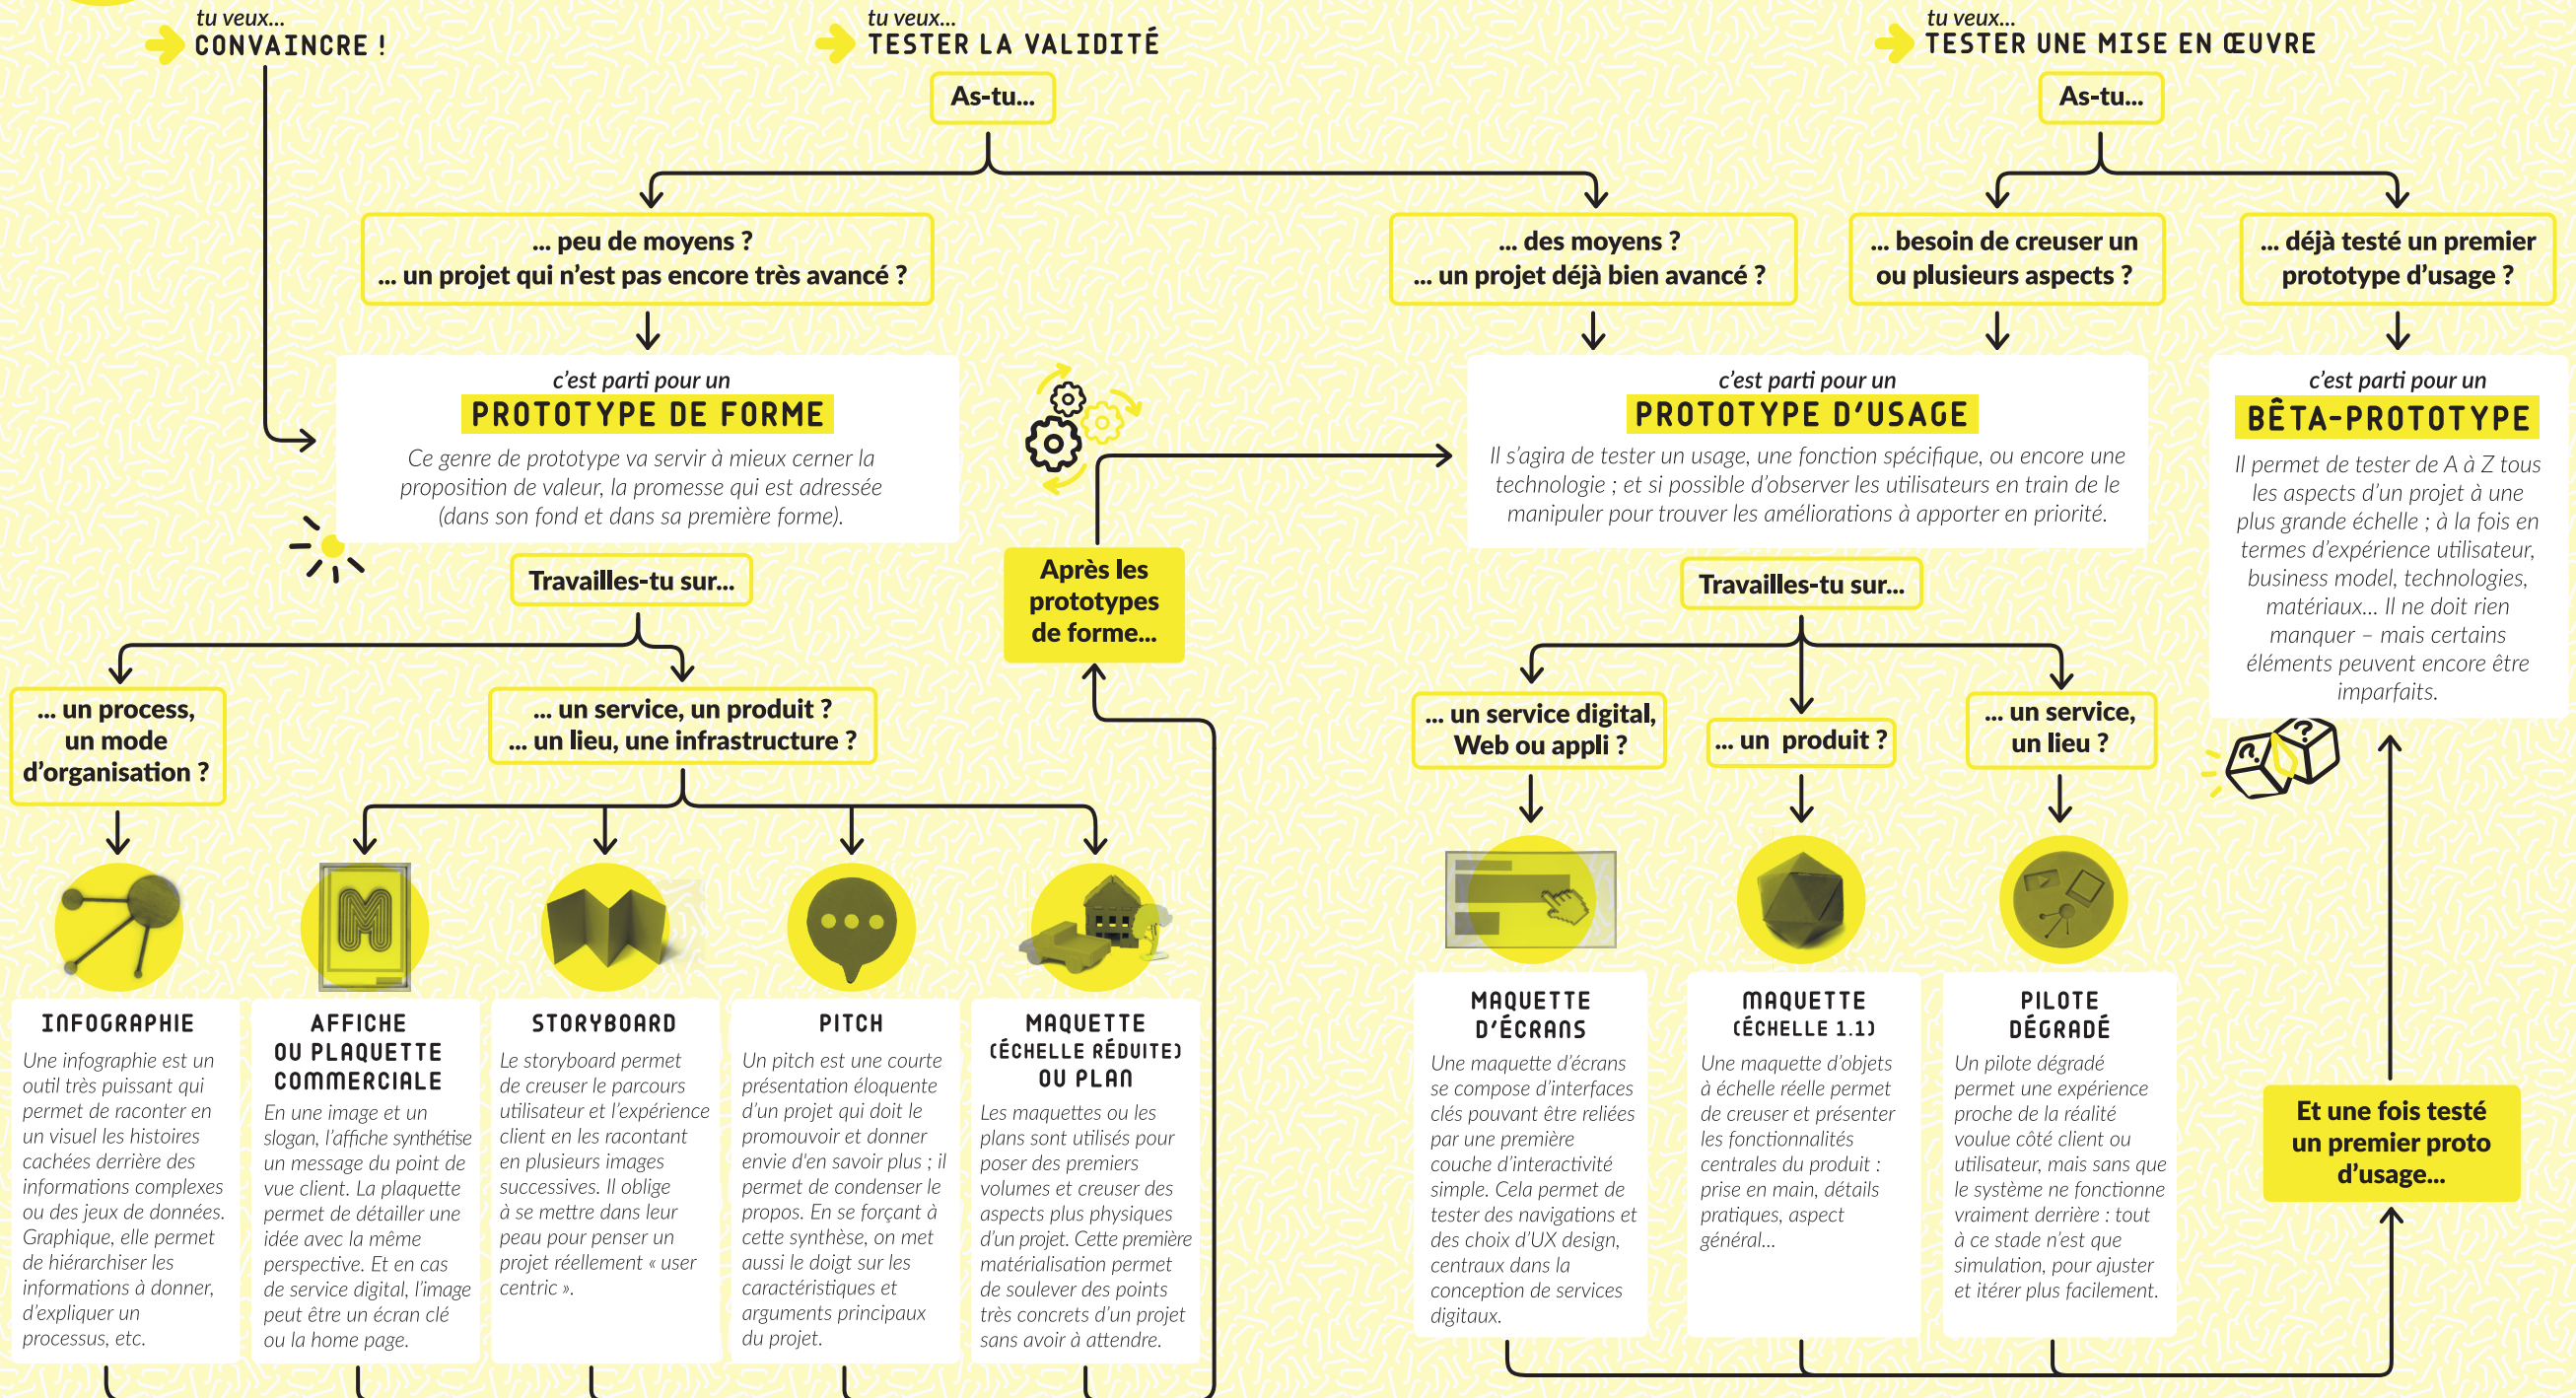 tu veux...
CONVAINCRE !
tu veux...
TESTER LA VALIDITÉ
tu veux...
TESTER UNE MISE EN ŒUVRE
As-tu...
As-tu...
... peu de moyens ?
... un projet qui n'est pas encore très avancé ?
... des moyens ?
... un projet déjà bien avancé ?
... besoin de creuser un
ou plusieurs aspects ?
... déjà testé un premier
prototype d'usage ?
c'est parti pour un
PROTOTYPE DE FORME
Ce genre de prototype va servir à mieux cerner la
proposition de valeur, la promesse qui est adressée
(dans son fond et dans sa première forme).
c'est parti pour un
PROTOTYPE D'USAGE
Il s'agira de tester un usage, une fonction spécifique, ou encore une
technologie ; et si possible d'observer les utilisateurs en train de le
manipuler pour trouver les améliorations à apporter en priorité.
c'est parti pour un
BÊTA-PROTOTYPE
Il permet de tester de A à Z tous
les aspects d'un projet à une
plus grande échelle ; à la fois en
termes d'expérience utilisateur,
business model, technologies,
matériaux... Il ne doit rien
manquer – mais certains
éléments peuvent encore être
imparfaits.
Travailles-tu sur...
Après les
prototypes
de forme...
Travailles-tu sur...
... un process,
un mode
d'organisation ?
... un service, un produit ?
... un lieu, une infrastructure ?
... un service digital,
Web ou appli ?
... un produit ?
... un service,
un lieu ?
? ?
M
INFOGRAPHIE
Une infographie est un
outil très puissant qui
permet de raconter en
un visuel les histoires
cachées derrière des
informations complexes
ou des jeux de données.
Graphique, elle permet
de hiérarchiser les
informations à donner,
d'expliquer un
processus, etc.
AFFICHE
OU PLAQUETTE
COMMERCIALE
En une image et un
slogan, l'affiche synthétise
un message du point de
vue client. La plaquette
permet de détailler une
idée avec la même
perspective. Et en cas
de service digital, l'image
peut être un écran clé
ou la home page.
STORYBOARD
Le storyboard permet
de creuser le parcours
utilisateur et l'expérience
client en les racontant
en plusieurs images
successives. Il oblige
à se mettre dans leur
peau pour penser un
projet réellement « user
centric ».
PITCH
Un pitch est une courte
présentation éloquente
d'un projet qui doit le
promouvoir et donner
envie d'en savoir plus ; il
permet de condenser le
propos. En se forçant à
cette synthèse, on met
aussi le doigt sur les
caractéristiques et
arguments principaux
du projet.
MAQUETTE
(ÉCHELLE RÉDUITE)
OU PLAN
Les maquettes ou les
plans sont utilisés pour
poser des premiers
volumes et creuser des
aspects plus physiques
d'un projet. Cette première
matérialisation permet
de soulever des points
très concrets d'un projet
sans avoir à attendre.
MAQUETTE
D'ÉCRANS
Une maquette d'écrans
se compose d'interfaces
clés pouvant être reliées
par une première
couche d'interactivité
simple. Cela permet de
tester des navigations et
des choix d'UX design,
centraux dans la
conception de services
digitaux.
MAQUETTE
(ÉCHELLE 1.1)
Une maquette d'objets
à échelle réelle permet
de creuser et présenter
les fonctionnalités
centrales du produit :
prise en main, détails
pratiques, aspect
général...
PILOTE
DÉGRADÉ
Un pilote dégradé
permet une expérience
proche de la réalité
voulue côté client ou
utilisateur, mais sans que
le système ne fonctionne
vraiment derrière : tout
à ce stade n'est que
simulation, pour ajuster
et itérer plus facilement.
Et une fois testé
un premier proto
d'usage...